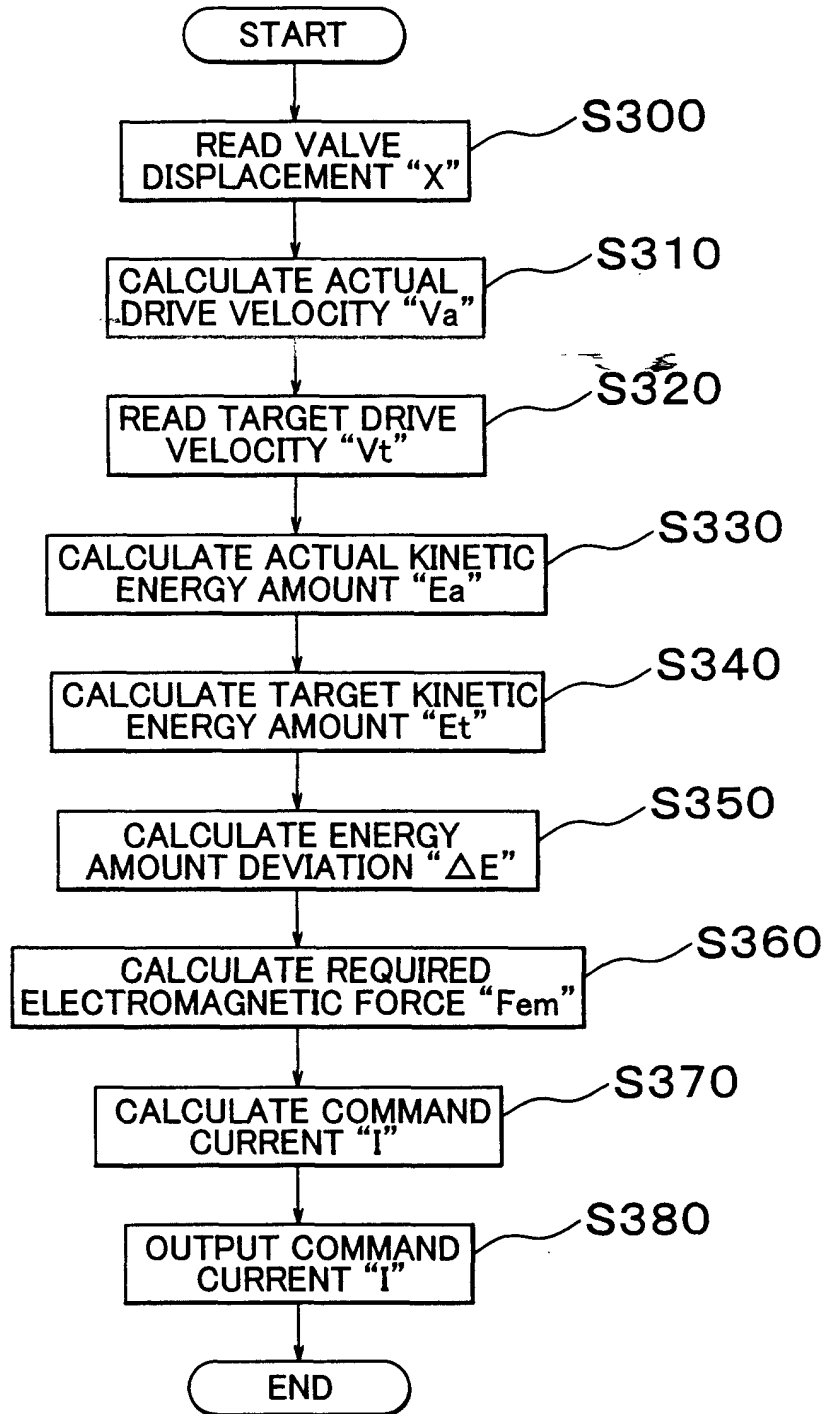 START
READ VALVE
DISPLACEMENT “X”
S300
CALCULATE ACTUAL
DRIVE VELOCITY “Va”
S310
READ TARGET DRIVE
VELOCITY “Vt”
S320
CALCULATE ACTUAL KINETIC
ENERGY AMOUNT “Ea”
S330
CALCULATE TARGET KINETIC
ENERGY AMOUNT “Et”
S340
CALCULATE ENERGY
AMOUNT DEVIATION “△E”
S350
CALCULATE REQUIRED
ELECTROMAGNETIC FORCE “Fem”
S360
CALCULATE COMMAND
CURRENT “I”
S370
OUTPUT COMMAND
CURRENT “I”
S380
END